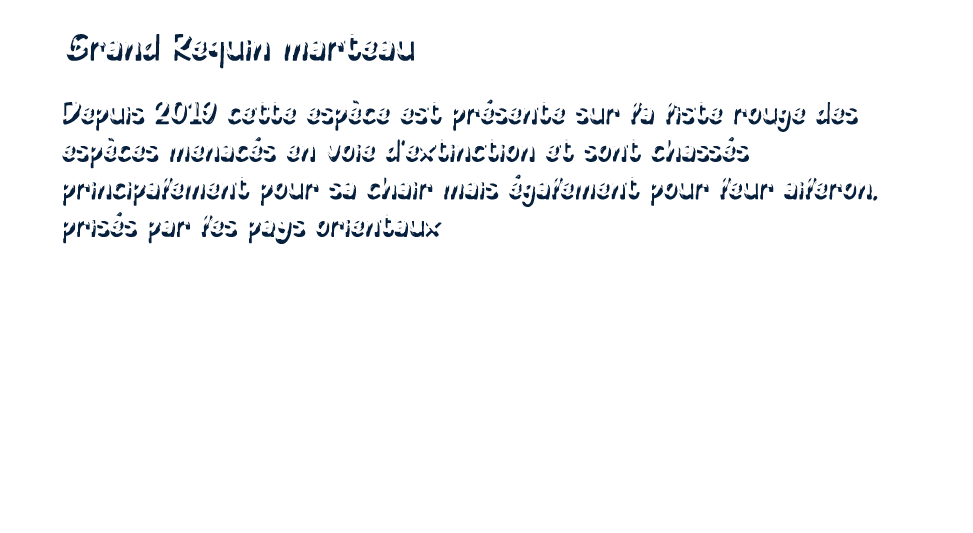 Grand Requin marteau
Depuis 2019 cette espèce est présente sur la liste rouge des
espèces menacés en voie d'extinction et sont chassés
principalement pour sa chair mais également pour leur aileron,
prisés par les pays orientaux